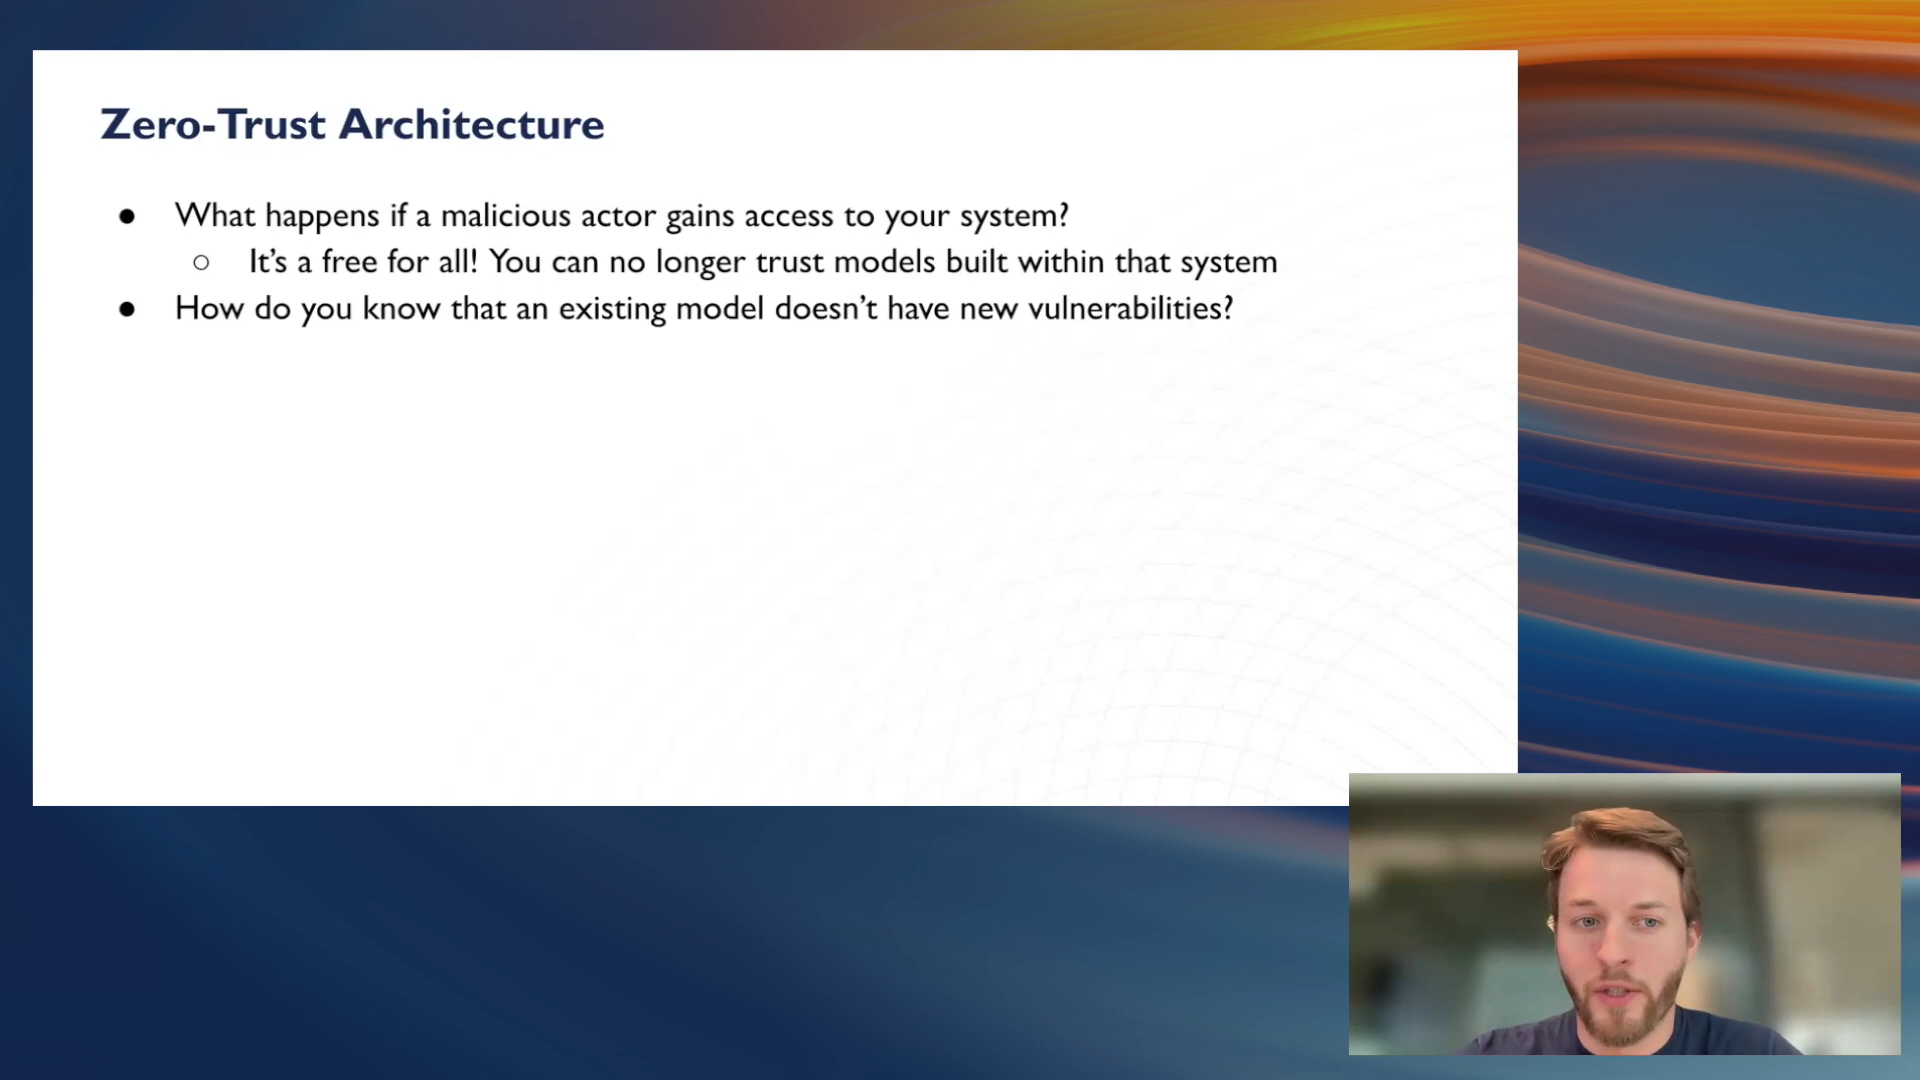 Zero-Trust Architecture
● What happens if a malicious actor gains access to your system?
○ It’s a free for all! You can no longer trust models built within that system
● How do you know that an existing model doesn’t have new vulnerabilities?